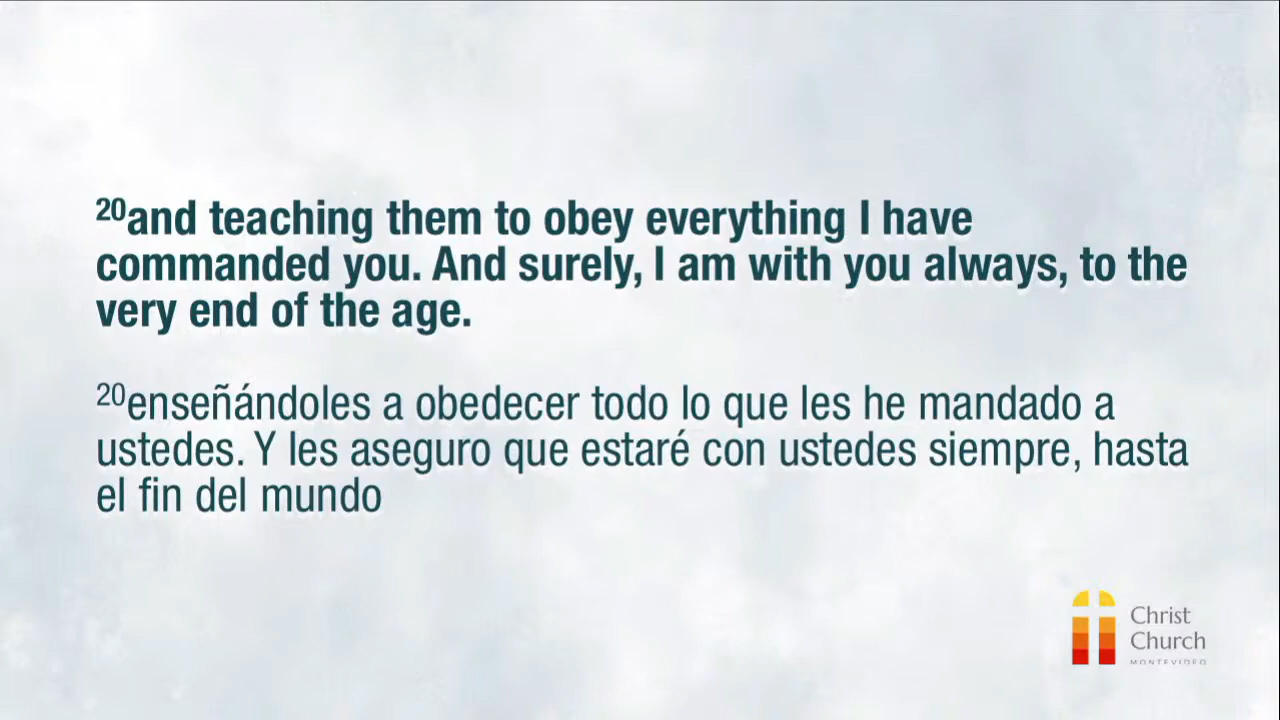 20and teaching them to obey everything I have
commanded you. And surely, I am with you always, to the
very end of the age.
20enseñándoles a obedecer todo lo que les he mandado a
ustedes. Y les aseguro que estaré con ustedes siempre, hasta
el fin del mundo
Christ
Church
MONTEVIDEO